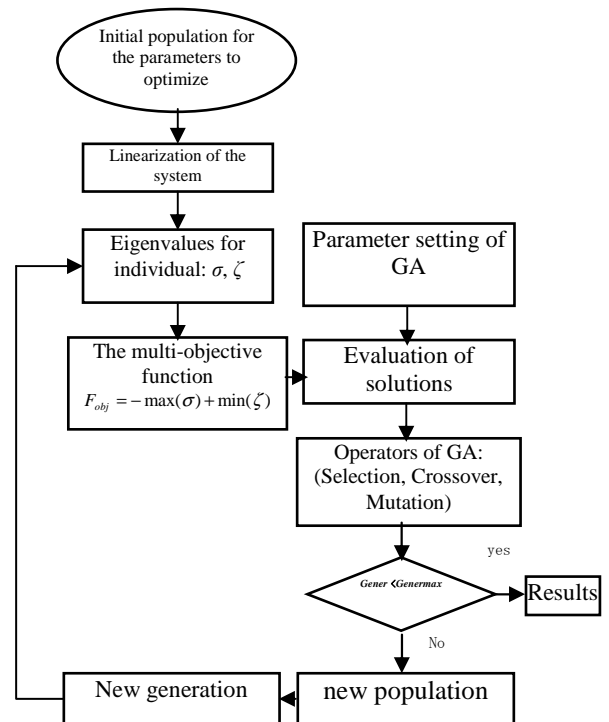 Initial population for
the parameters to
optimize
Linearization of the
system
Eigenvalues for
individual: σ, ζ
Parameter setting of
GA
The multi-objective
function
F_obj = −max(σ)+min(ζ)
Evaluation of
solutions
Operators of GA:
(Selection, Crossover,
Mutation)
yes
Gener <Genermax
Results
No
New generation
new population